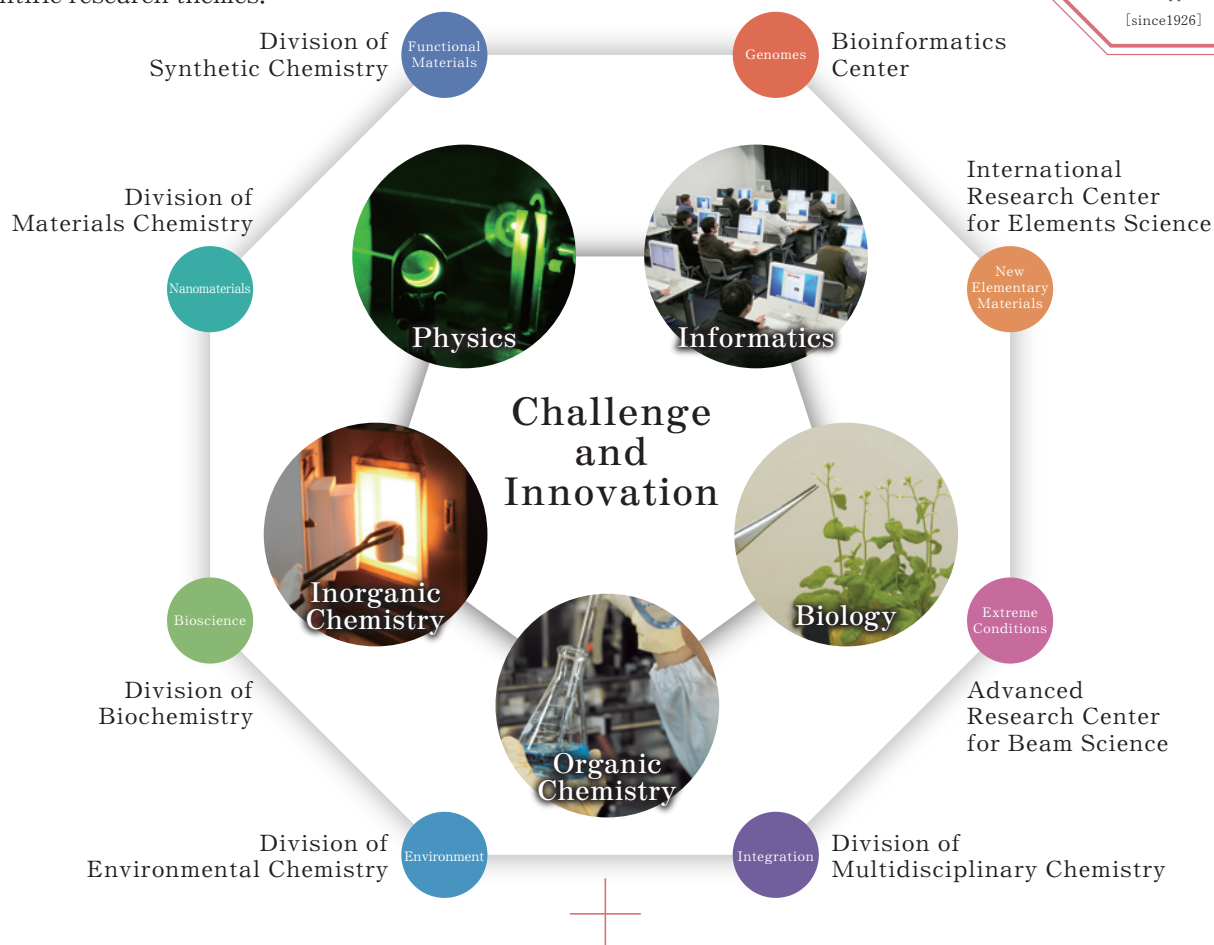 research themes.
[since1926]
Division of
Synthetic Chemistry
Functional
Materials
Genomes
Bioinformatics
Center
Division of
Materials Chemistry
Nanomaterials
International
Research Center
for Elements Science
New
Elementary
Materials
Physics
Informatics
Challenge
and
Innovation
Inorganic
Chemistry
Biology
Organic
Chemistry
Bioscience
Division of
Biochemistry
Extreme
Conditions
Advanced
Research Center
for Beam Science
Division of
Environmental Chemistry
Environment
Integration
Division of
Multidisciplinary Chemistry